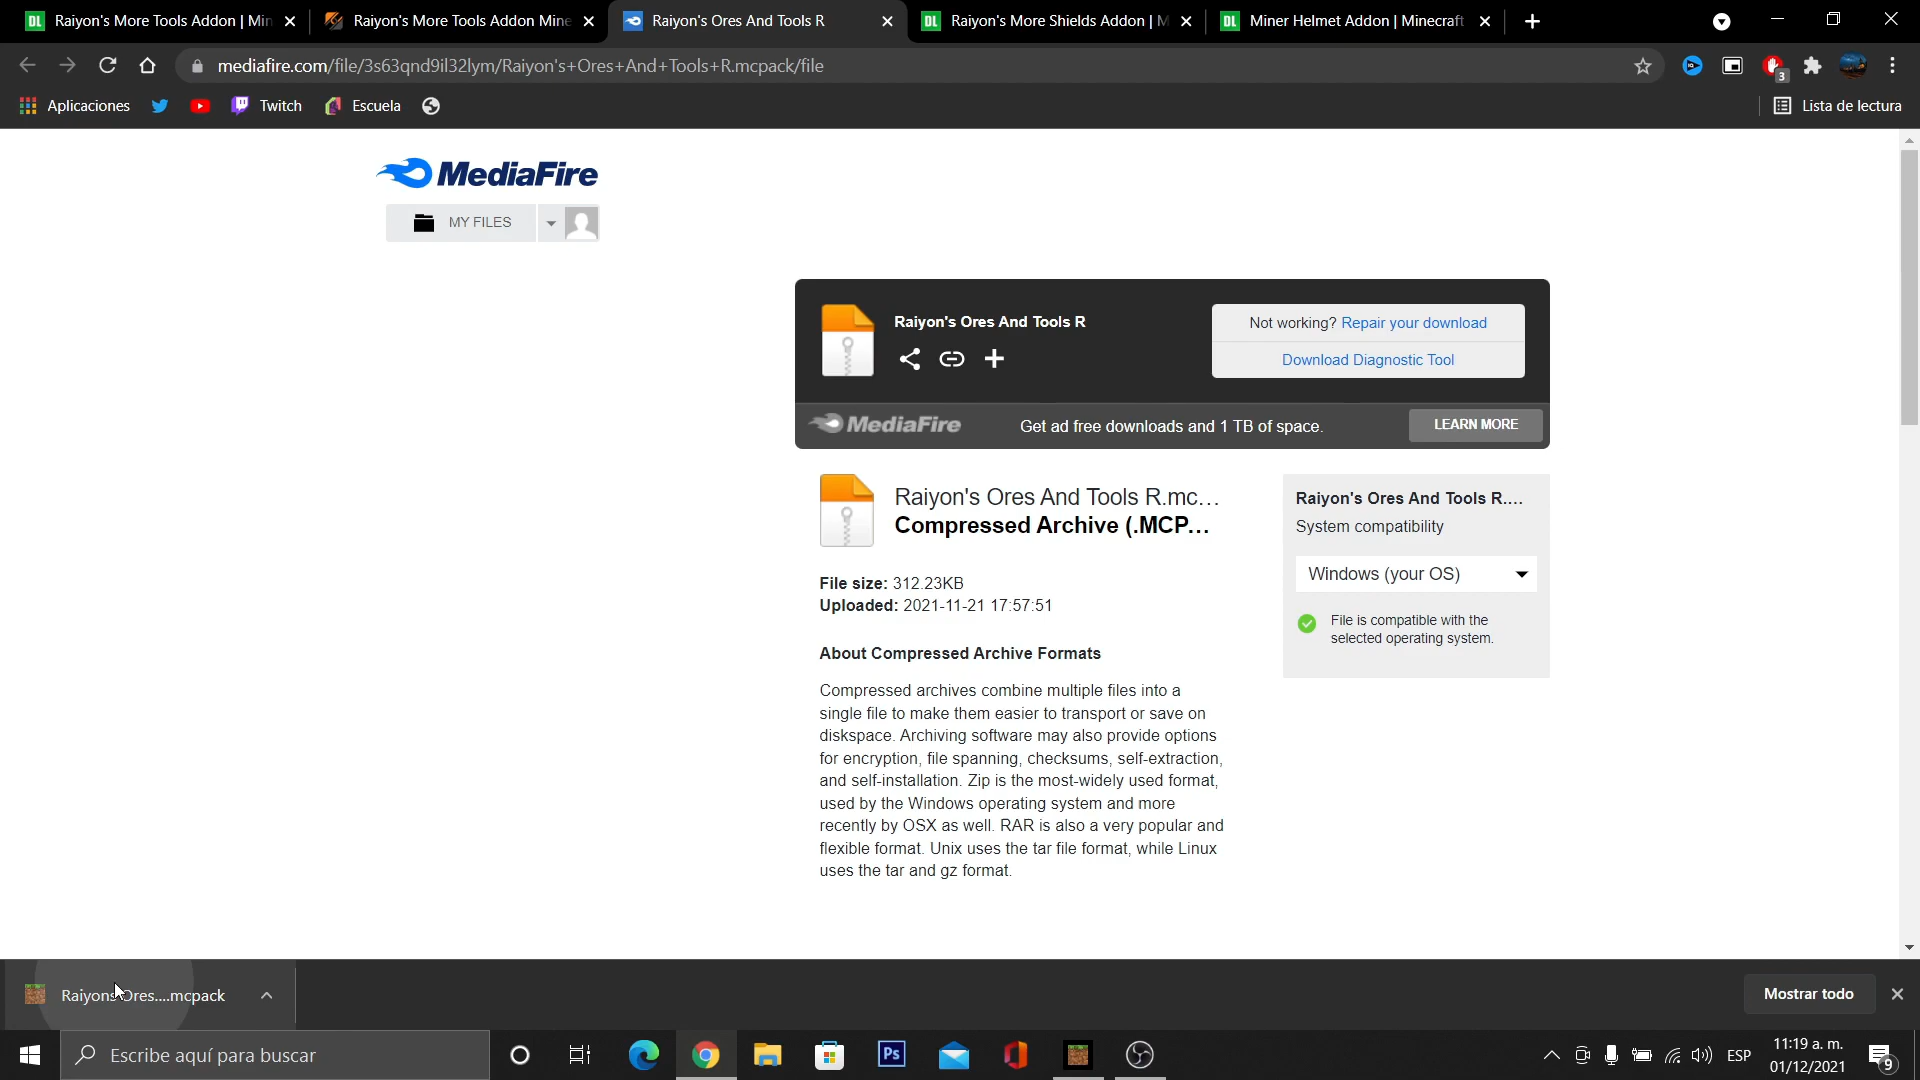 Raiyon's More Tools Addon | Min
Raiyon's More Tools Addon Mine
Raiyon's Ores And Tools R
Raiyon's More Shields Addon | M
Miner Helmet Addon | Minecraft
mediafire.com/file/3s63qnd9il32lym/Raiyon's+Ores+And+Tools+R.mcpack/file
3
Aplicaciones
Twitch
Escuela
Lista de lectura
MediaFire
MY FILES
Raiyon's Ores And Tools R
Not working? Repair your download
Download Diagnostic Tool
MediaFire
Get ad free downloads and 1 TB of space.
LEARN MORE
Raiyon's Ores And Tools R.mc...
Compressed Archive (.MCP...
File size: 312.23KB
Uploaded: 2021-11-21 17:57:51
About Compressed Archive Formats
Compressed archives combine multiple files into a
single file to make them easier to transport or save on
diskspace. Archiving software may also provide options
for encryption, file spanning, checksums, self-extraction,
and self-installation. Zip is the most-widely used format,
used by the Windows operating system and more
recently by OSX as well. RAR is also a very popular and
flexible format. Unix uses the tar file format, while Linux
uses the tar and gz format.
Raiyon's Ores And Tools R....
System compatibility
Windows (your OS)
File is compatible with the
selected operating system.
Raiyons Ores....mcpack
Mostrar todo
Escribe aquí para buscar
Ps
ESP
11:19 a. m.
01/12/2021
9